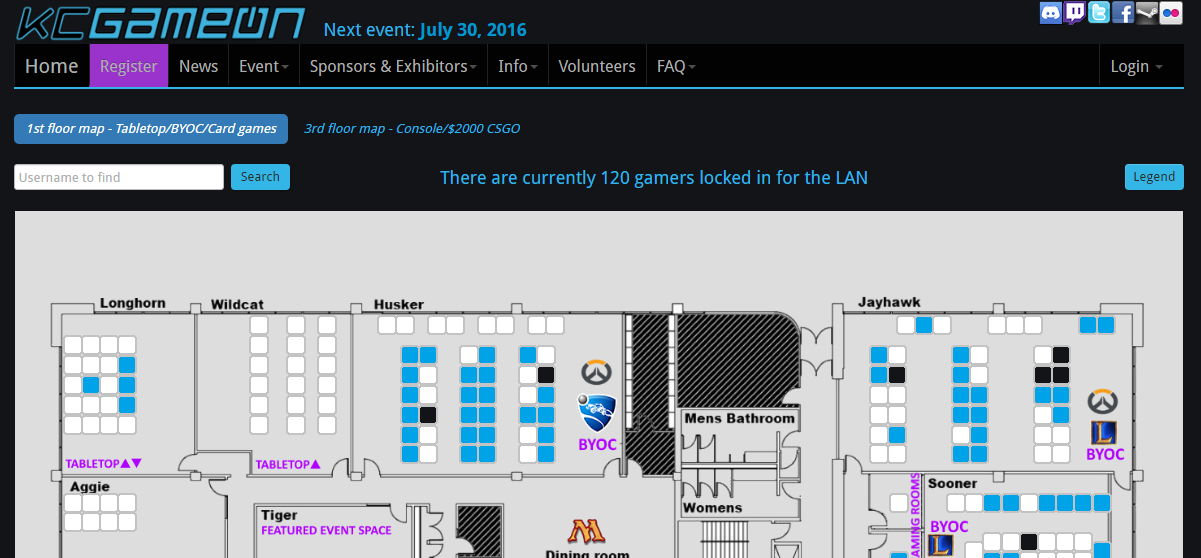 KCGAMEON
Next event: July 30, 2016
Home Register News Event Sponsors & Exhibitors Info Volunteers FAQ Login
1st floor map - Tabletop/BYOC/Card games 3rd floor map - Console/$2000 CSGO
Username to find Search There are currently 120 gamers locked in for the LAN Legend
Longhorn Wildcat Husker Jayhawk
Mens Bathroom
BYOC
BYOC
TABLETOP▲▼ TABLETOP▲
Aggie
Sooner
Womens
Tiger
FEATURED EVENT SPACE
BYOC
AMING ROOMS
Dining room